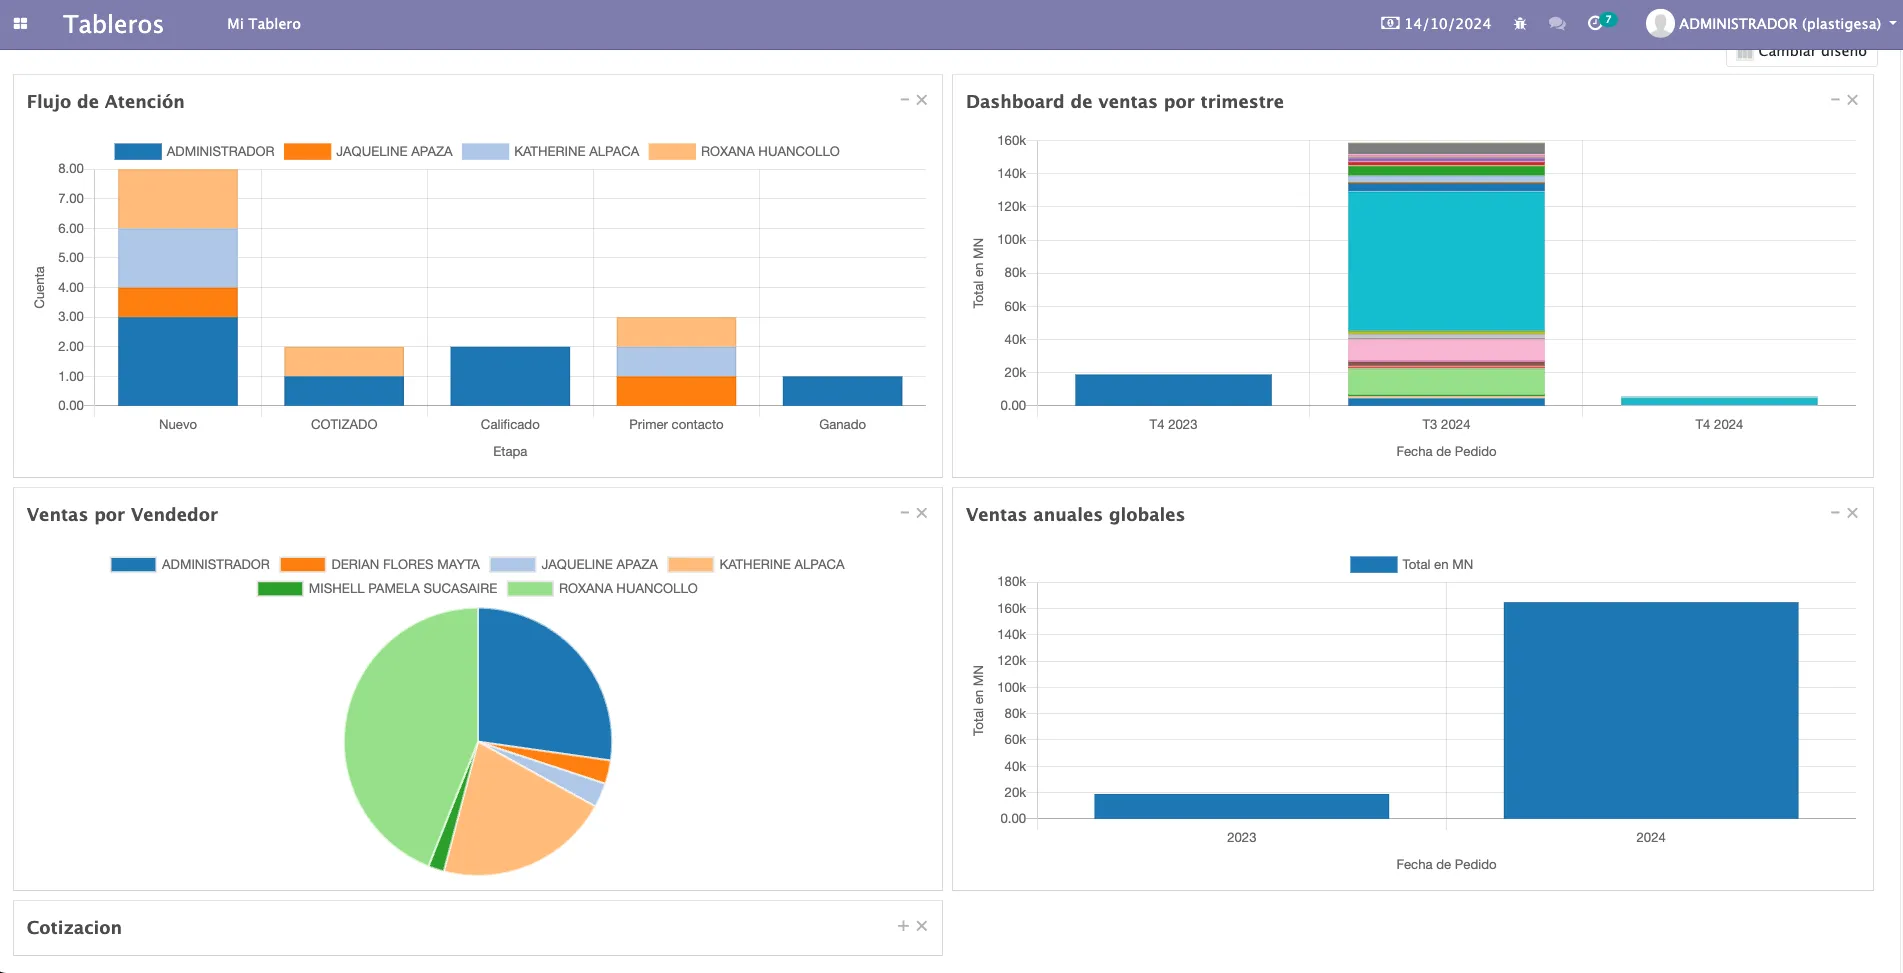 Tableros
Mi Tablero
14/10/2024
7
ADMINISTRADOR (plastigesa)
Cambiar diseño
Flujo de Atención
ADMINISTRADOR JAQUELINE APAZA KATHERINE ALPACA ROXANA HUANCOLLO
8.00
7.00
6.00
5.00
4.00
3.00
2.00
1.00
0.00
Cuenta
Nuevo COTIZADO Calificado Primer contacto Ganado
Etapa
Dashboard de ventas por trimestre
160k
140k
120k
100k
80k
60k
40k
20k
0.00
Total en MN
T4 2023 T3 2024 T4 2024
Fecha de Pedido
Ventas por Vendedor
ADMINISTRADOR DERIAN FLORES MAYTA JAQUELINE APAZA KATHERINE ALPACA
MISHELL PAMELA SUCASAIRE ROXANA HUANCOLLO
Ventas anuales globales
Total en MN
180k
160k
140k
120k
100k
80k
60k
40k
20k
0.00
Total en MN
2023 2024
Fecha de Pedido
Cotizacion